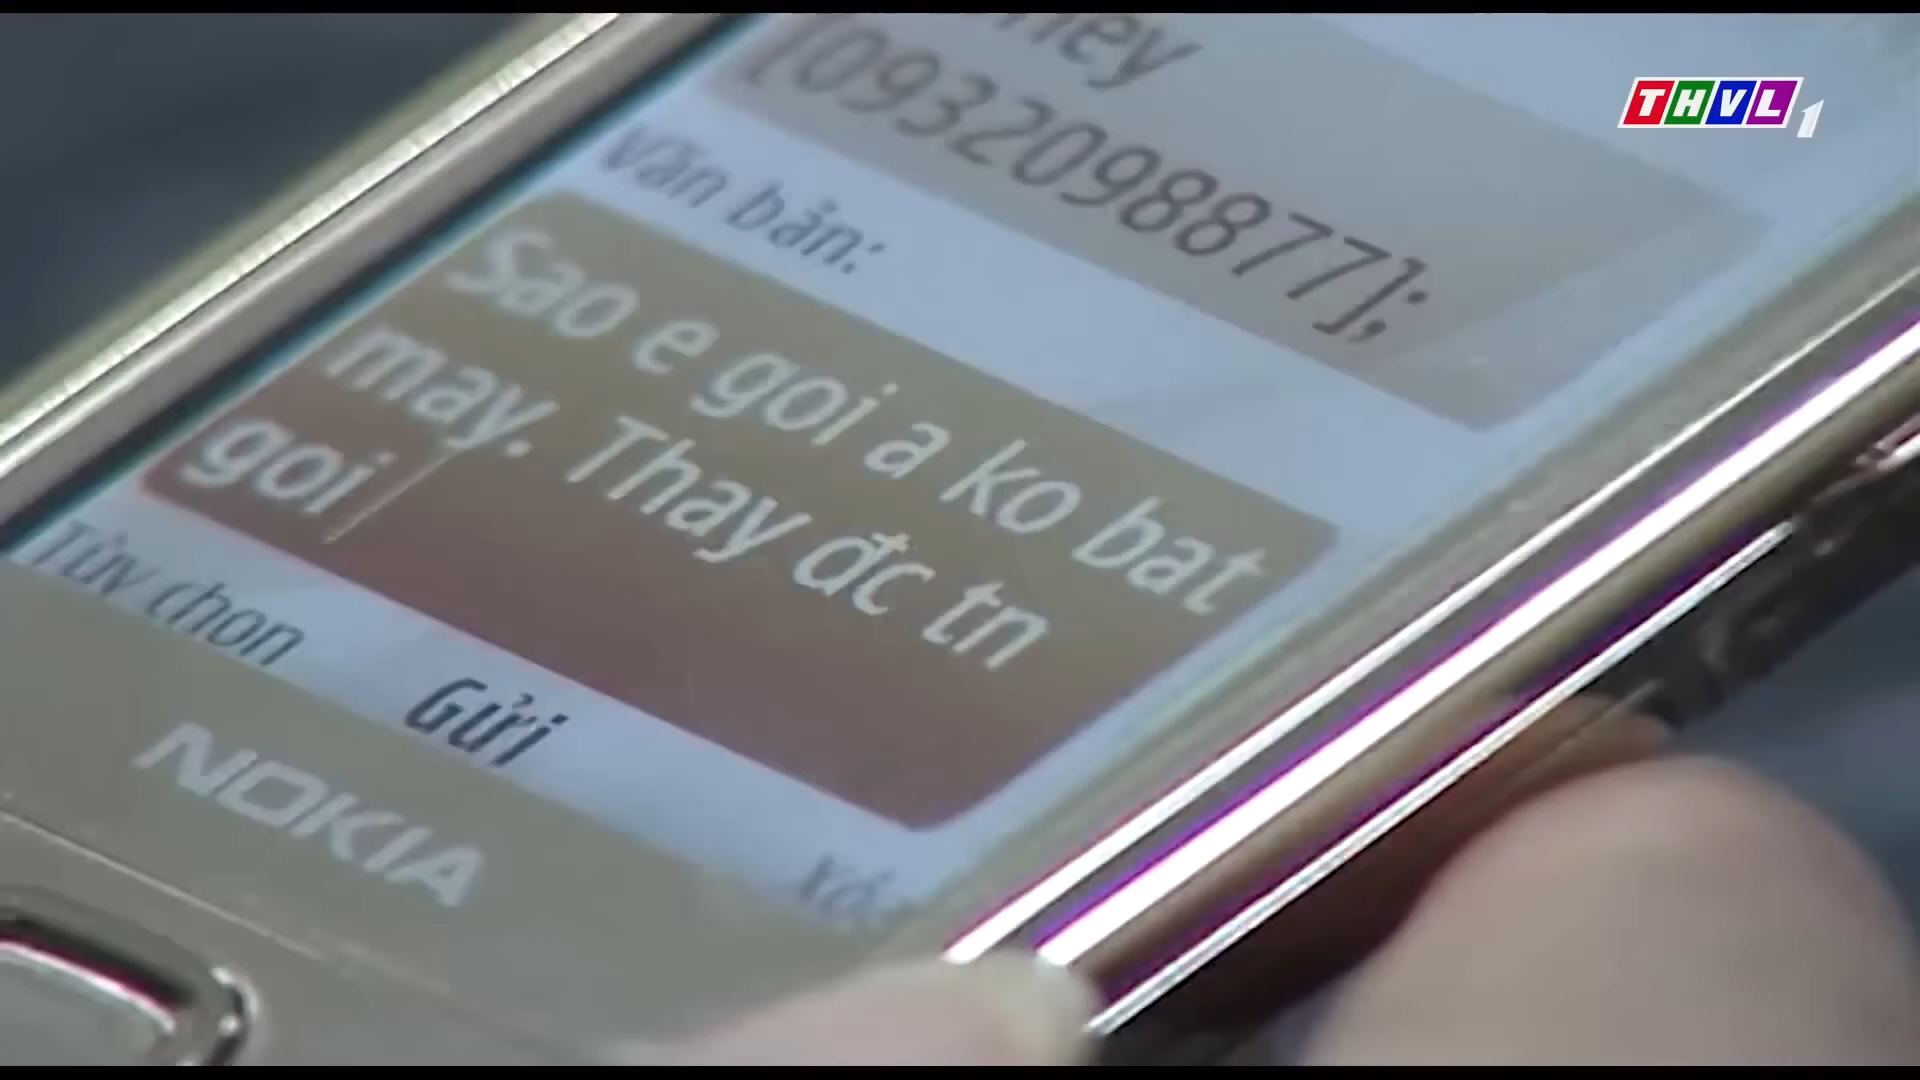 THVL1
[0932098877];
Văn bản:
Sao e goi a ko bat
may. Thay đc tn
goi
Tùy chọn
Gửi
NOKIA